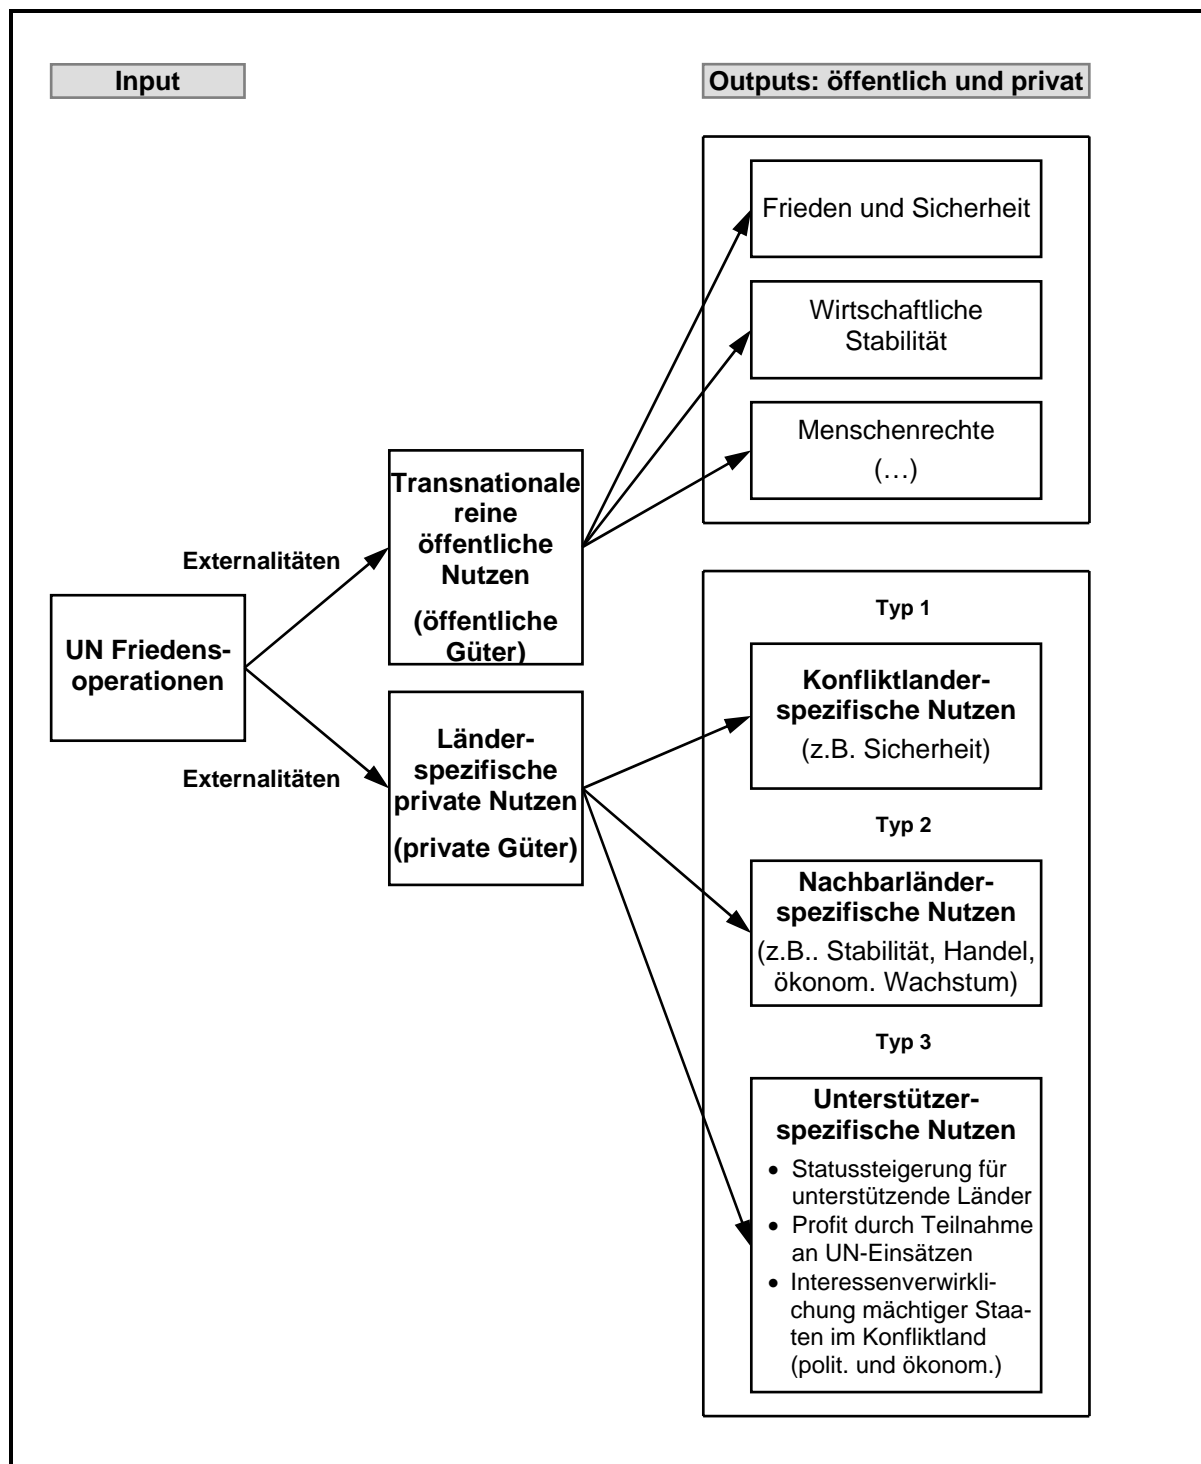 Input
Outputs: öffentlich und privat
Frieden und Sicherheit
Wirtschaftliche
Stabilität
Menschenrechte
(…)
Transnationale
reine
öffentliche
Nutzen
(öffentliche
Güter)
Externalitäten
UN Friedens-
operationen
Externalitäten
Länder-
spezifische
private Nutzen
(private Güter)
Typ 1
Konfliktlander-
spezifische Nutzen
(z.B. Sicherheit)
Typ 2
Nachbarländer-
spezifische Nutzen
(z.B.. Stabilität, Handel,
ökonom. Wachstum)
Typ 3
Unterstützer-
spezifische Nutzen
• Statussteigerung für
unterstützende Länder
• Profit durch Teilnahme
an UN-Einsätzen
• Interessenverwirkli-
chung mächtiger Staa-
ten im Konfliktland
(polit. und ökonom.)